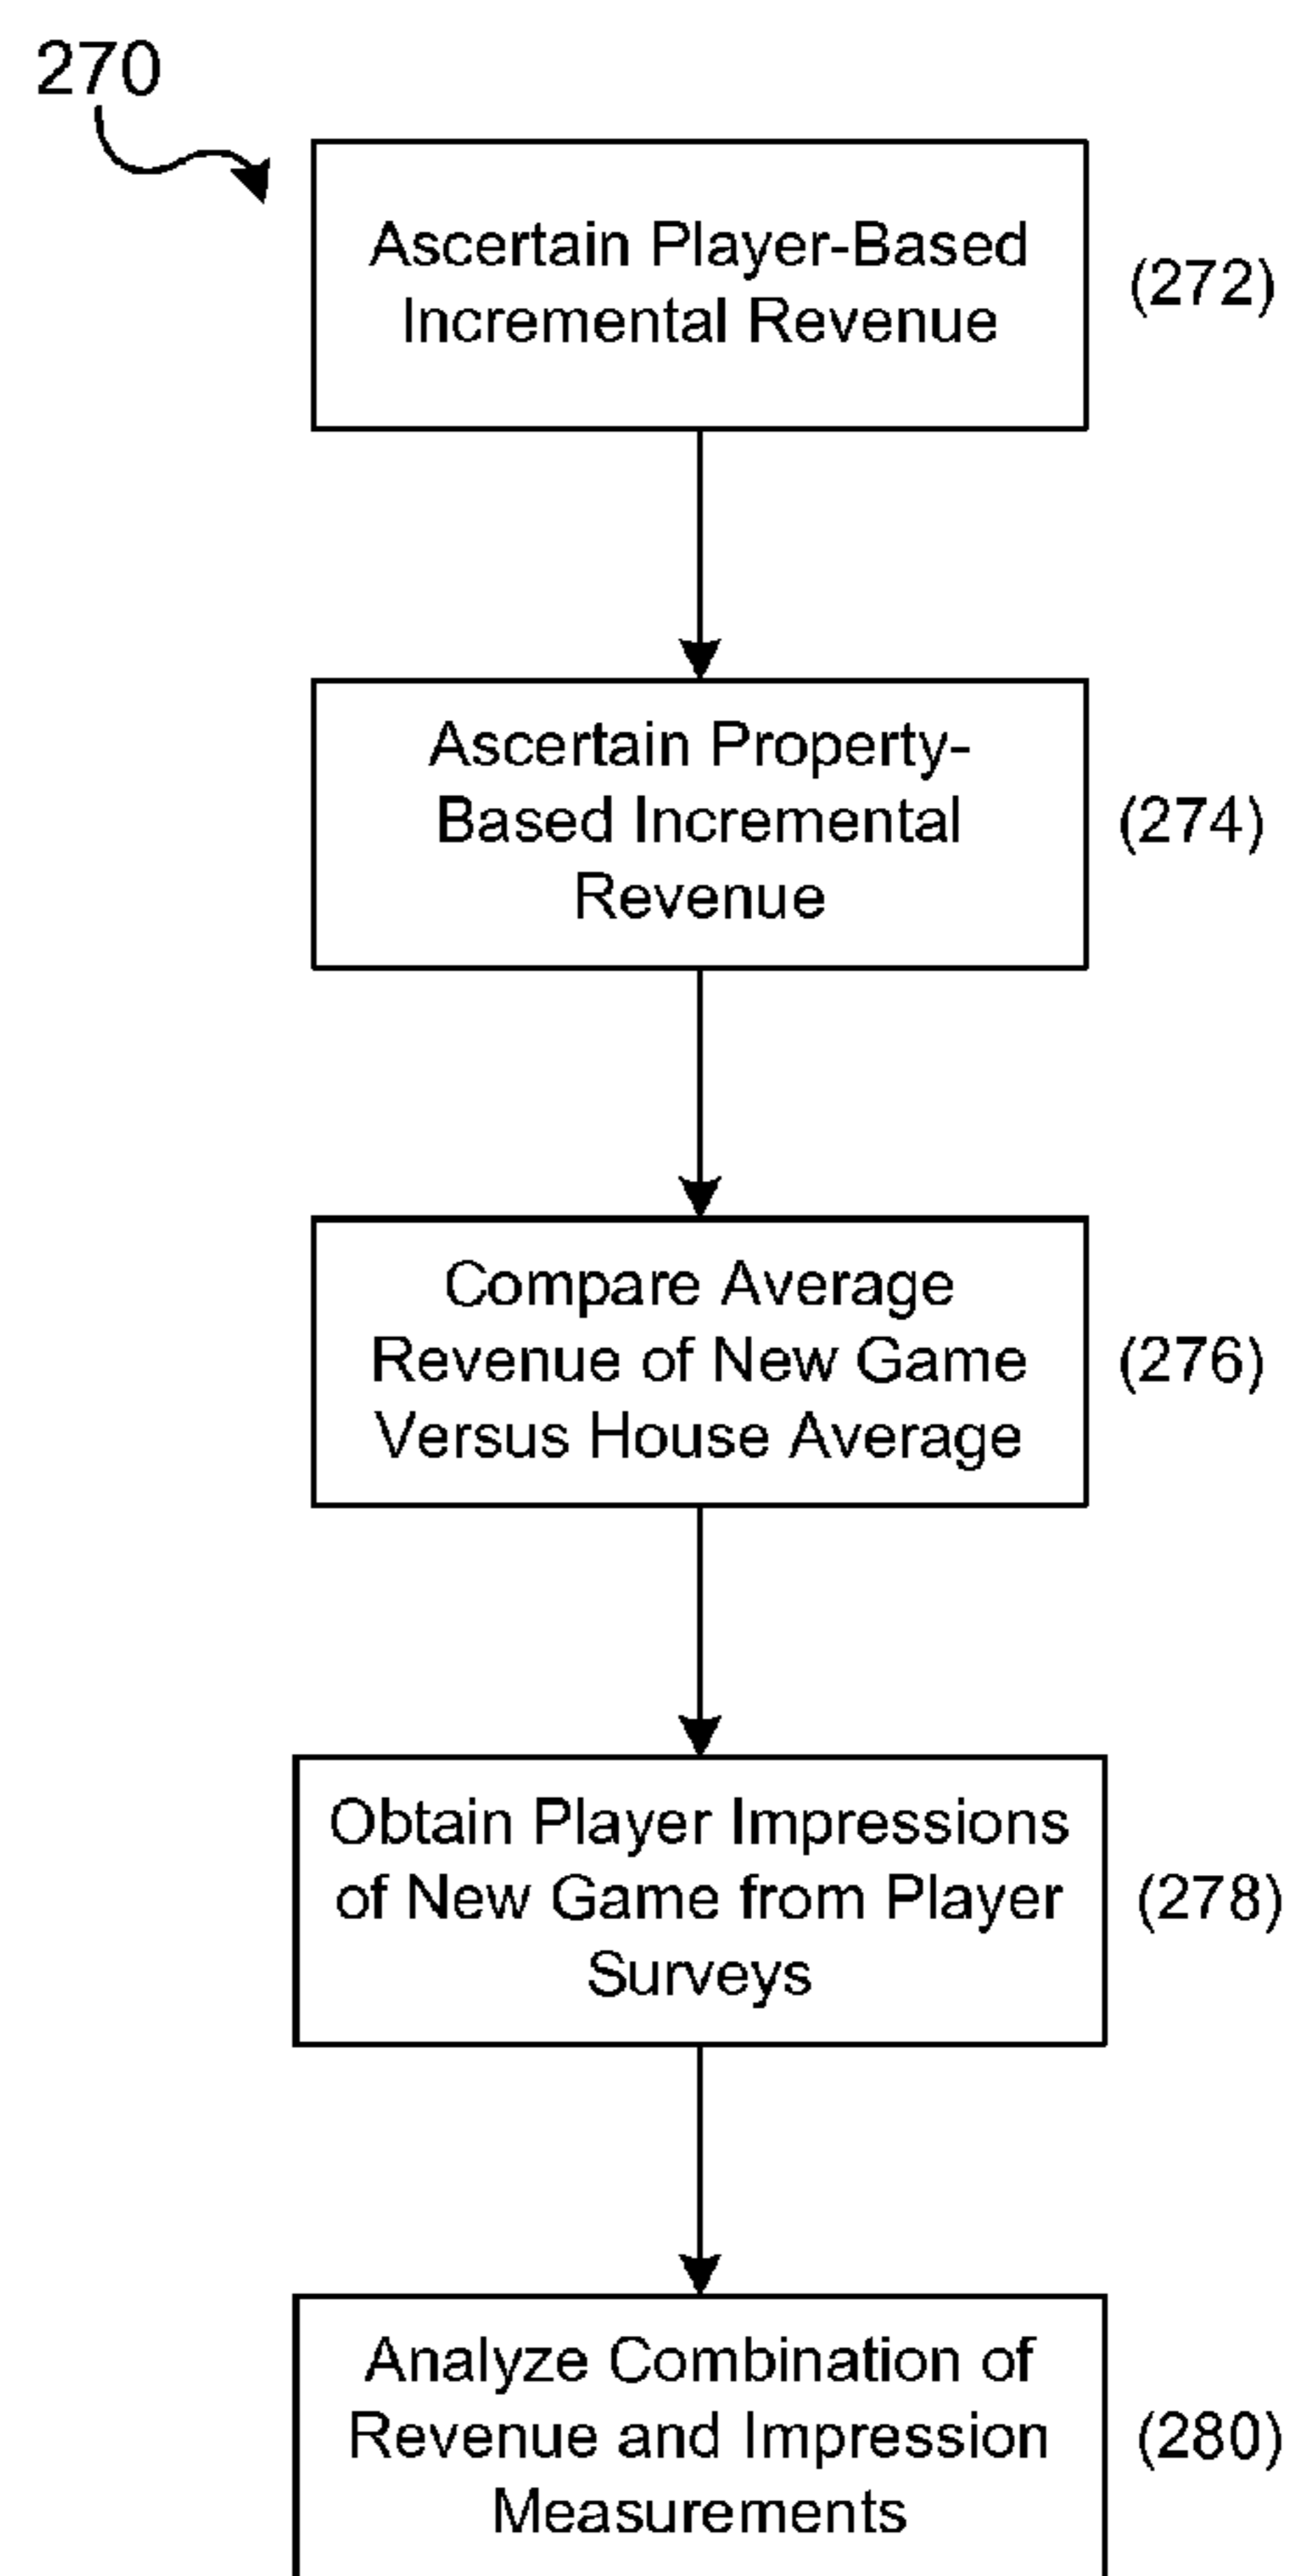 270
Ascertain Player-Based
Incremental Revenue
(272)
Ascertain Property-
Based Incremental
Revenue
(274)
Compare Average
Revenue of New Game
Versus House Average
(276)
Obtain Player Impressions
of New Game from Player
Surveys
(278)
Analyze Combination of
Revenue and Impression
Measurements
(280)